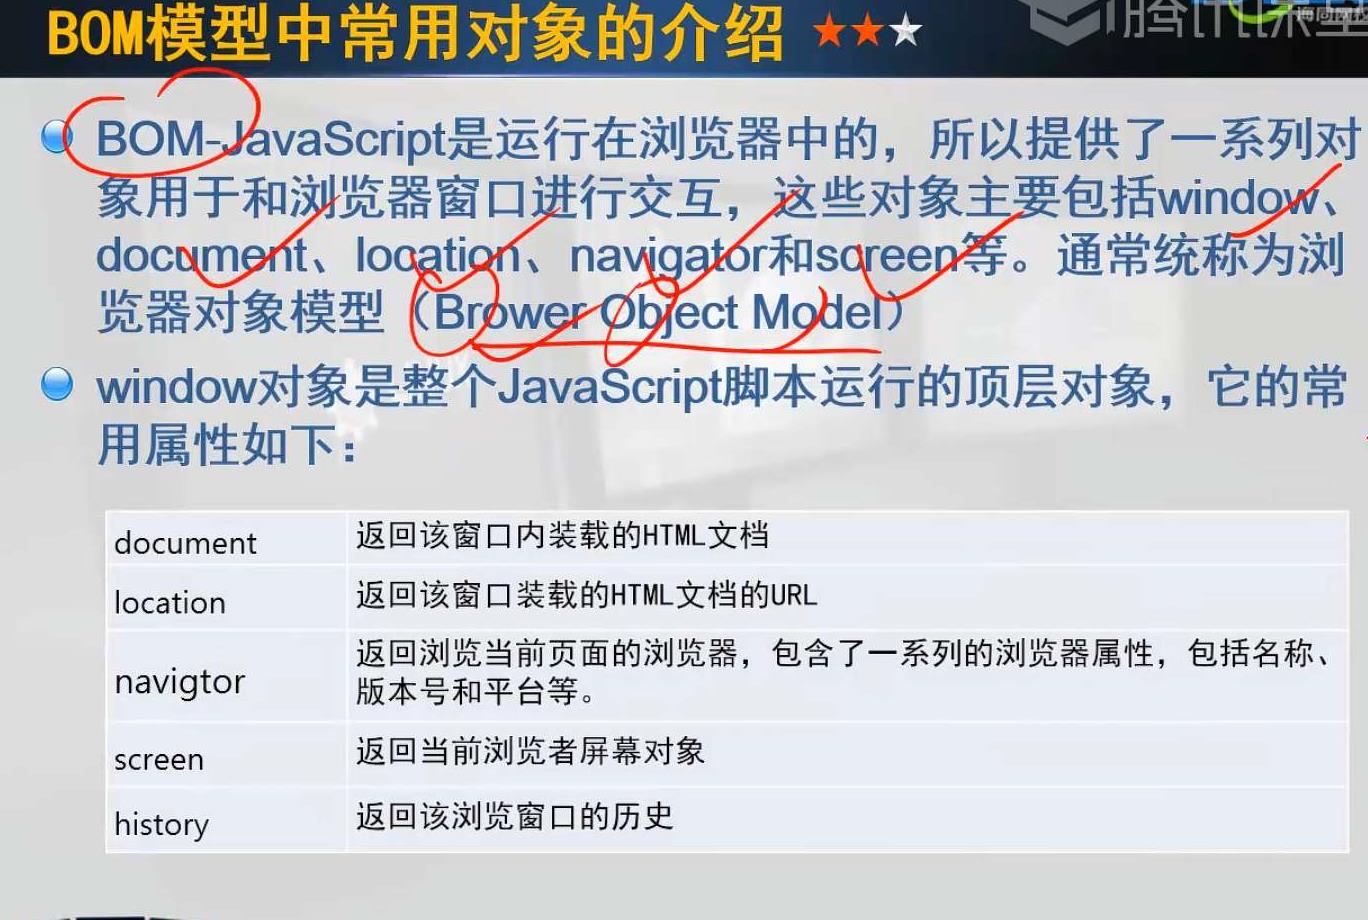 BOM模型中常用对象的介绍
腾讯课堂
BOM-JavaScript是运行在浏览器中的，所以提供了一系列对
象用于和浏览器窗口进行交互，这些对象主要包括window、
document、location、navigator和screen等。通常统称为浏
览器对象模型（Brower Object Model）
window对象是整个JavaScript脚本运行的顶层对象，它的常
用属性如下：
document 返回该窗口内装载的HTML文档
location 返回该窗口装载的HTML文档的URL
navigtor 返回浏览当前页面的浏览器，包含了一系列的浏览器属性，包括名称、
版本号和平台等。
screen 返回当前浏览者屏幕对象
history 返回该浏览窗口的历史